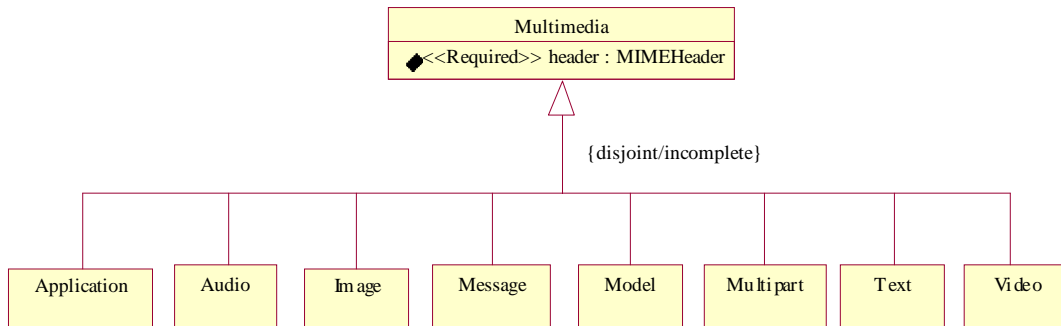 Multimedia
<<Required>> header : MIMEHeader
{disjoint/incomplete}
Application
Audio
Image
Message
Model
Multipart
Text
Video